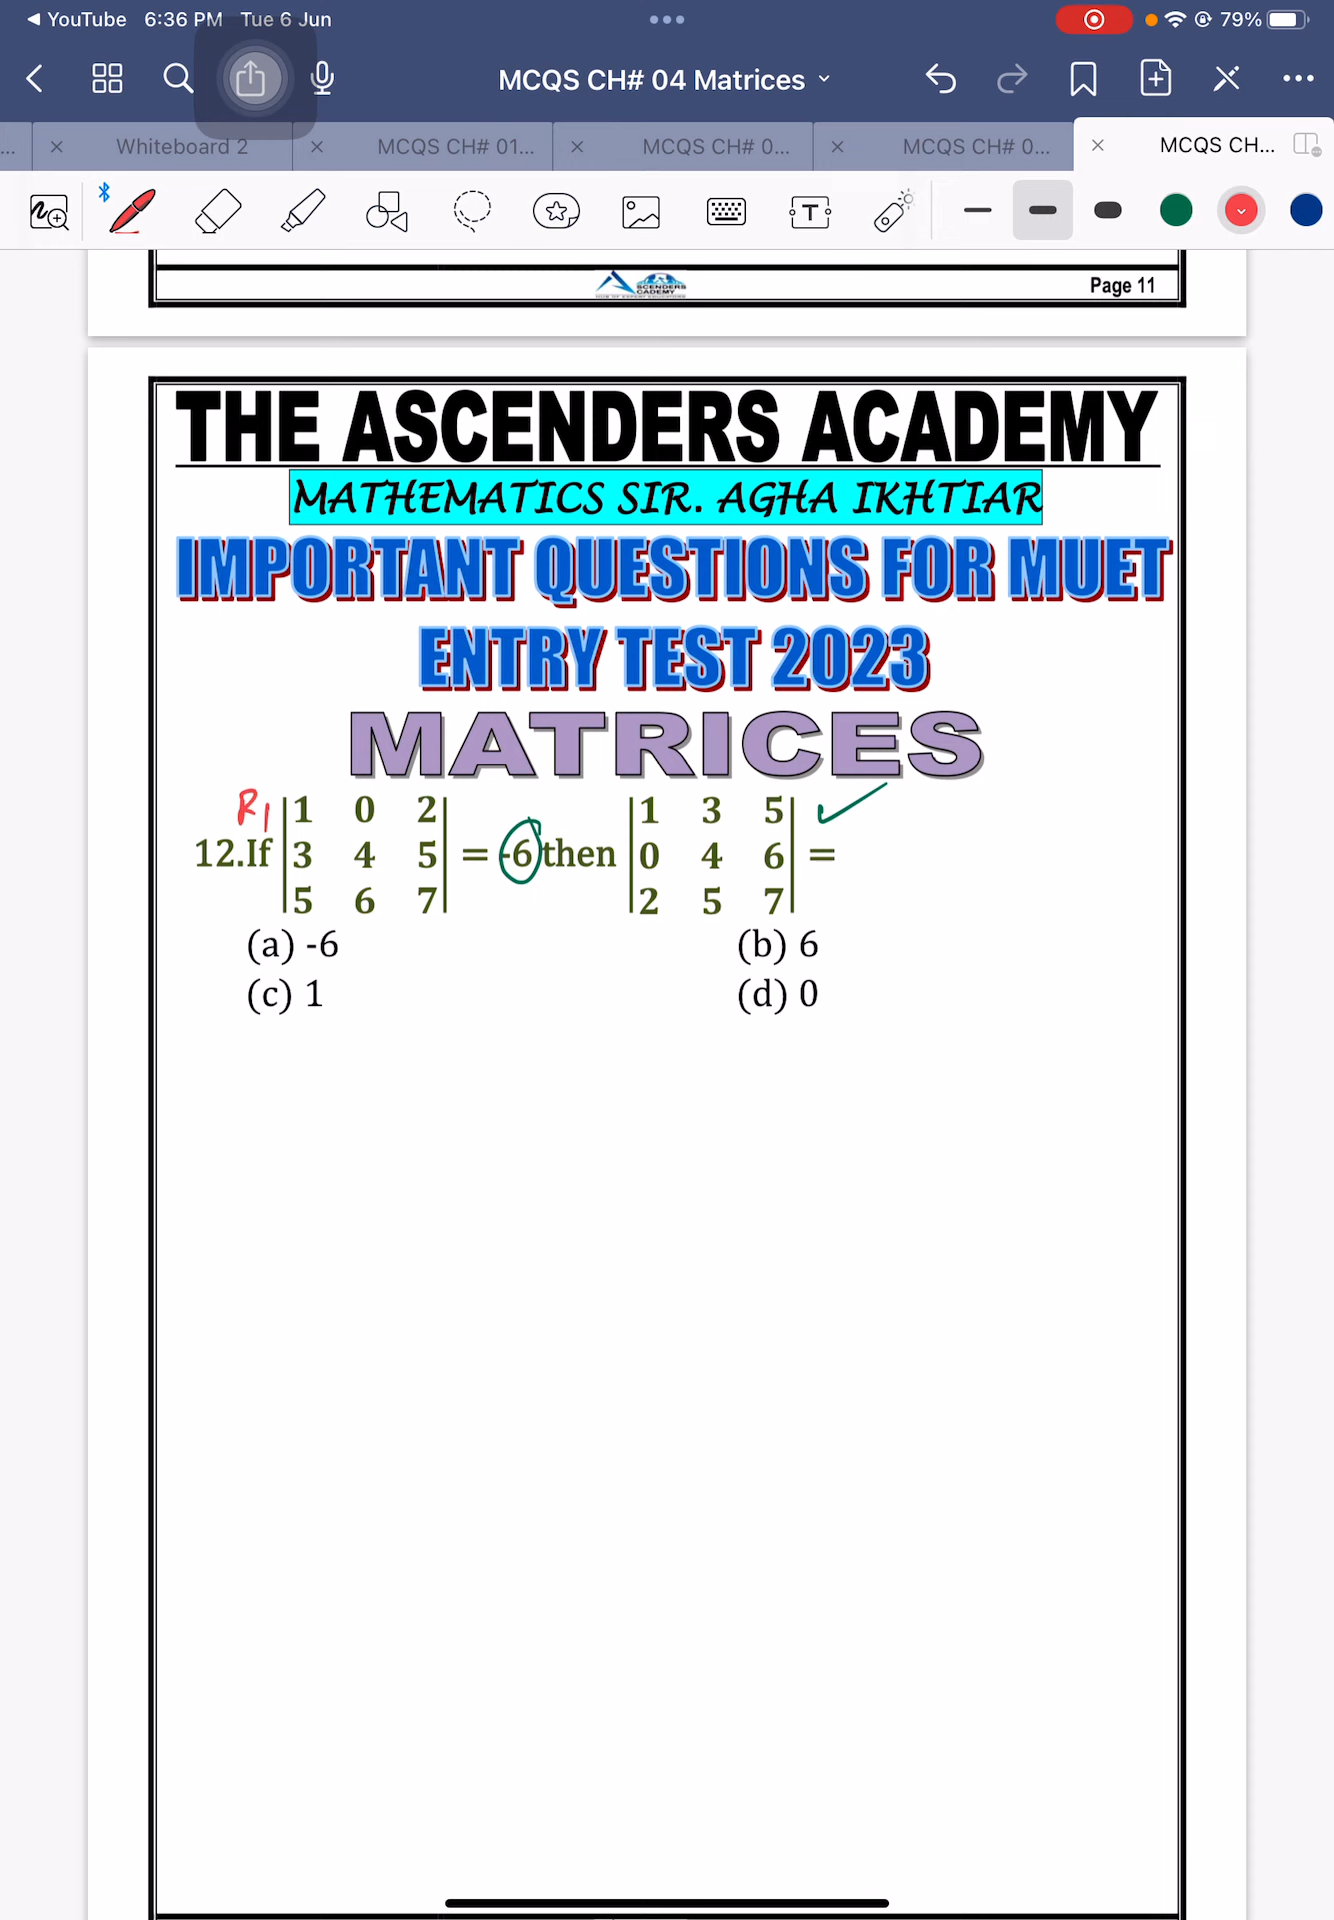 YouTube 6:36 PM Tue 6 Jun 79%
MCQS CH# 04 Matrices
Whiteboard 2 MCQS CH# 01... MCQS CH# 0... MCQS CH# 0... MCQS CH...
T
SCENDERS
CADEMY
Page 11
THE ASCENDERS ACADEMY
MATHEMATICS SIR. AGHA IKHTIAR
IMPORTANT QUESTIONS FOR MUET
ENTRY TEST 2023
MATRICES
R1 |1 0 2| |1 3 5|
12.If |3 4 5| = -6 then |0 4 6| =
|5 6 7| |2 5 7|
(a) -6 (b) 6
(c) 1 (d) 0